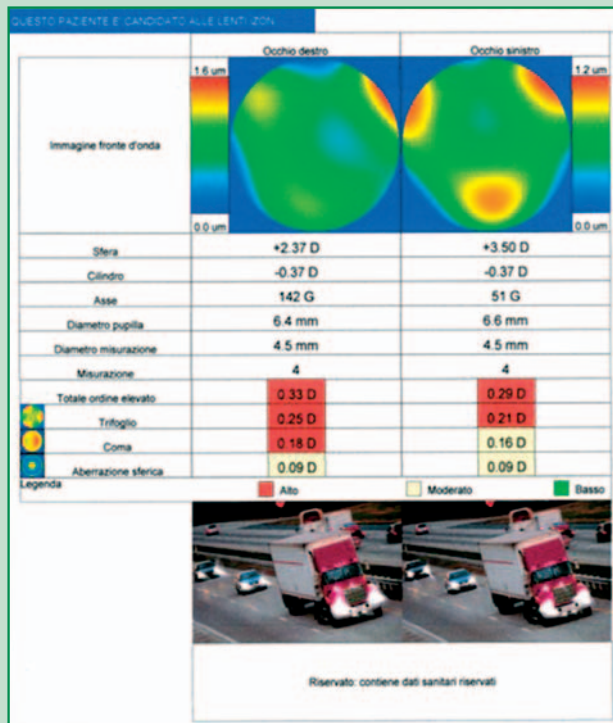 QUESTO PAZIENTE E' CANDIDATO ALLE LENTI IZON
Occhio destro Occhio sinistro
1.6 um 1.2 um
Immagine fronte d'onda
0.0 um 0.0 um
Sfera +2.37 D +3.50 D
Cilindro -0.37 D -0.37 D
Asse 142 G 51 G
Diametro pupilla 6.4 mm 6.6 mm
Diametro misurazione 4.5 mm 4.5 mm
Misurazione 4 4
Totale ordine elevato 0.33 D 0.29 D
Trifoglio 0.25 D 0.21 D
Coma 0.18 D 0.16 D
Aberrazione sferica 0.09 D 0.09 D
Legenda Alto Moderato Basso
Riservato: contiene dati sanitari riservati